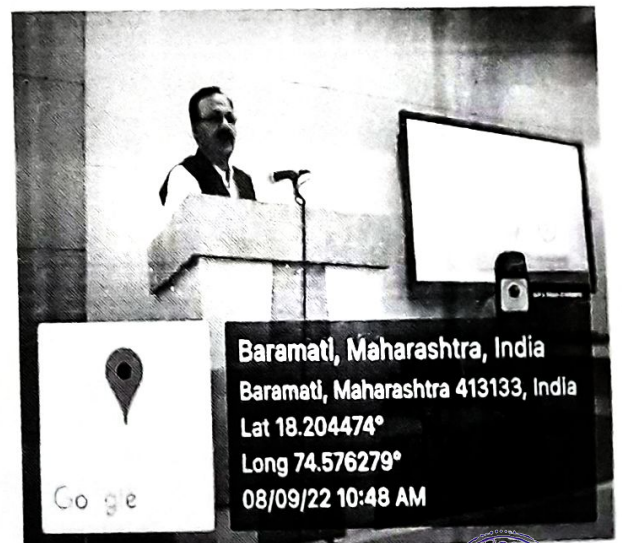 Baramati, Maharashtra, India
Baramati, Maharashtra 413133, India
Lat 18.204474°
Long 74.576279°
08/09/22 10:48 AM
Google